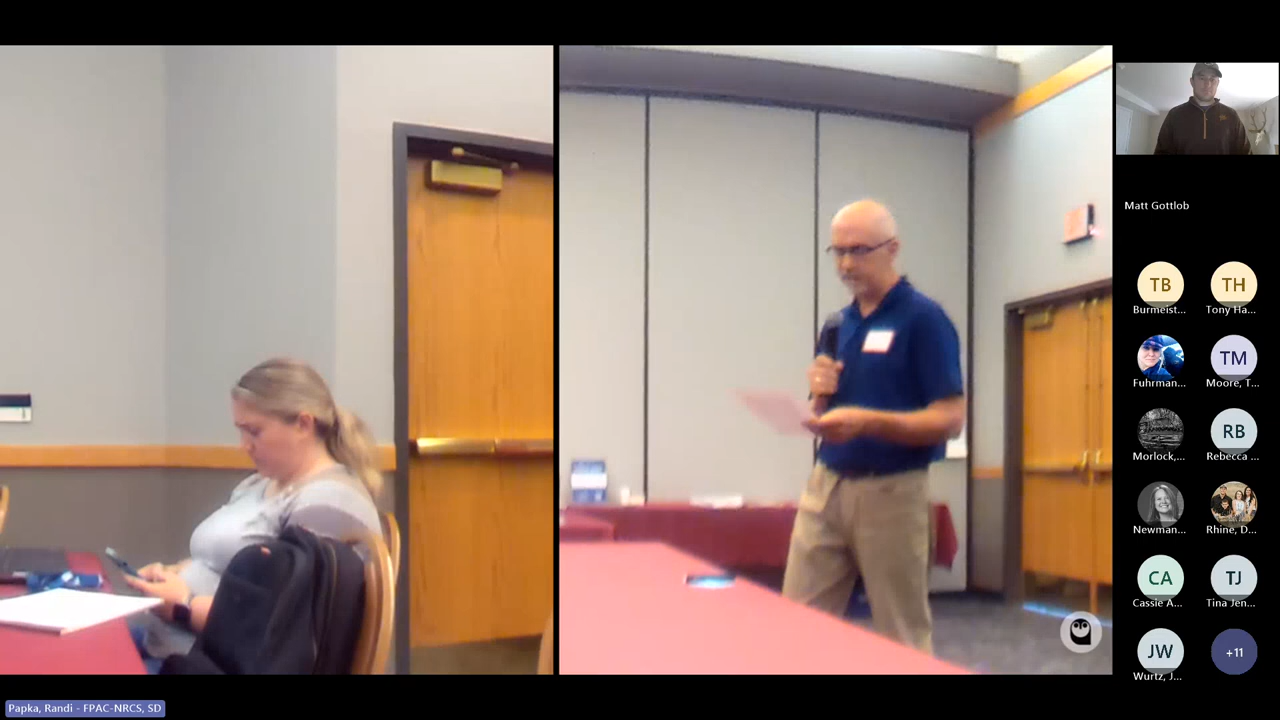 Matt Gottlob
TB
TH
Burmeist...
Tony Ha...
Fuhrman...
TM
Moore, T...
Morlock,...
RB
Rebecca ...
Newman...
Rhine, D...
CA
TJ
Cassie A...
Tina Jen...
JW
+11
Wurtz, J...
Papka, Randi - FPAC-NRCS, SD